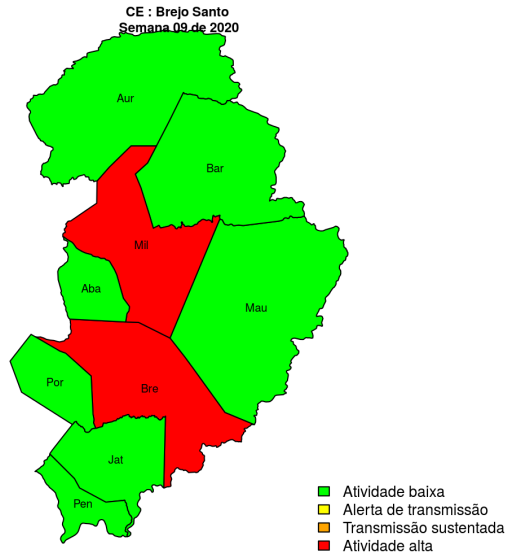 CE : Brejo Santo
Semana 09 de 2020
Aur
Bar
Mil
Aba
Mau
Por
Bre
Jat
Pen
Atividade baixa
Alerta de transmissão
Transmissão sustentada
Atividade alta